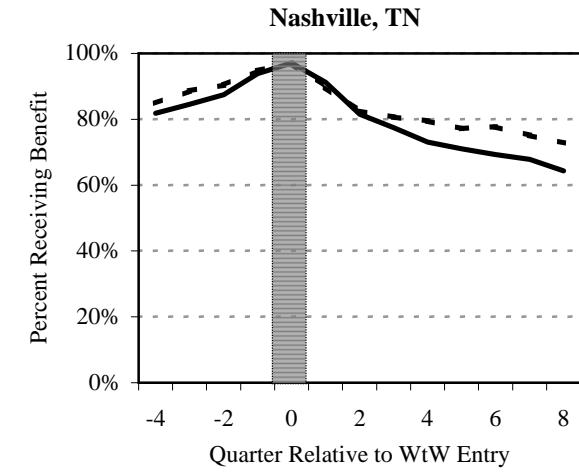 Nashville, TN
100%
80%
60%
40%
20%
0%
Percent Receiving Benefit
-4 -2 0 2 4 6 8
Quarter Relative to WtW Entry